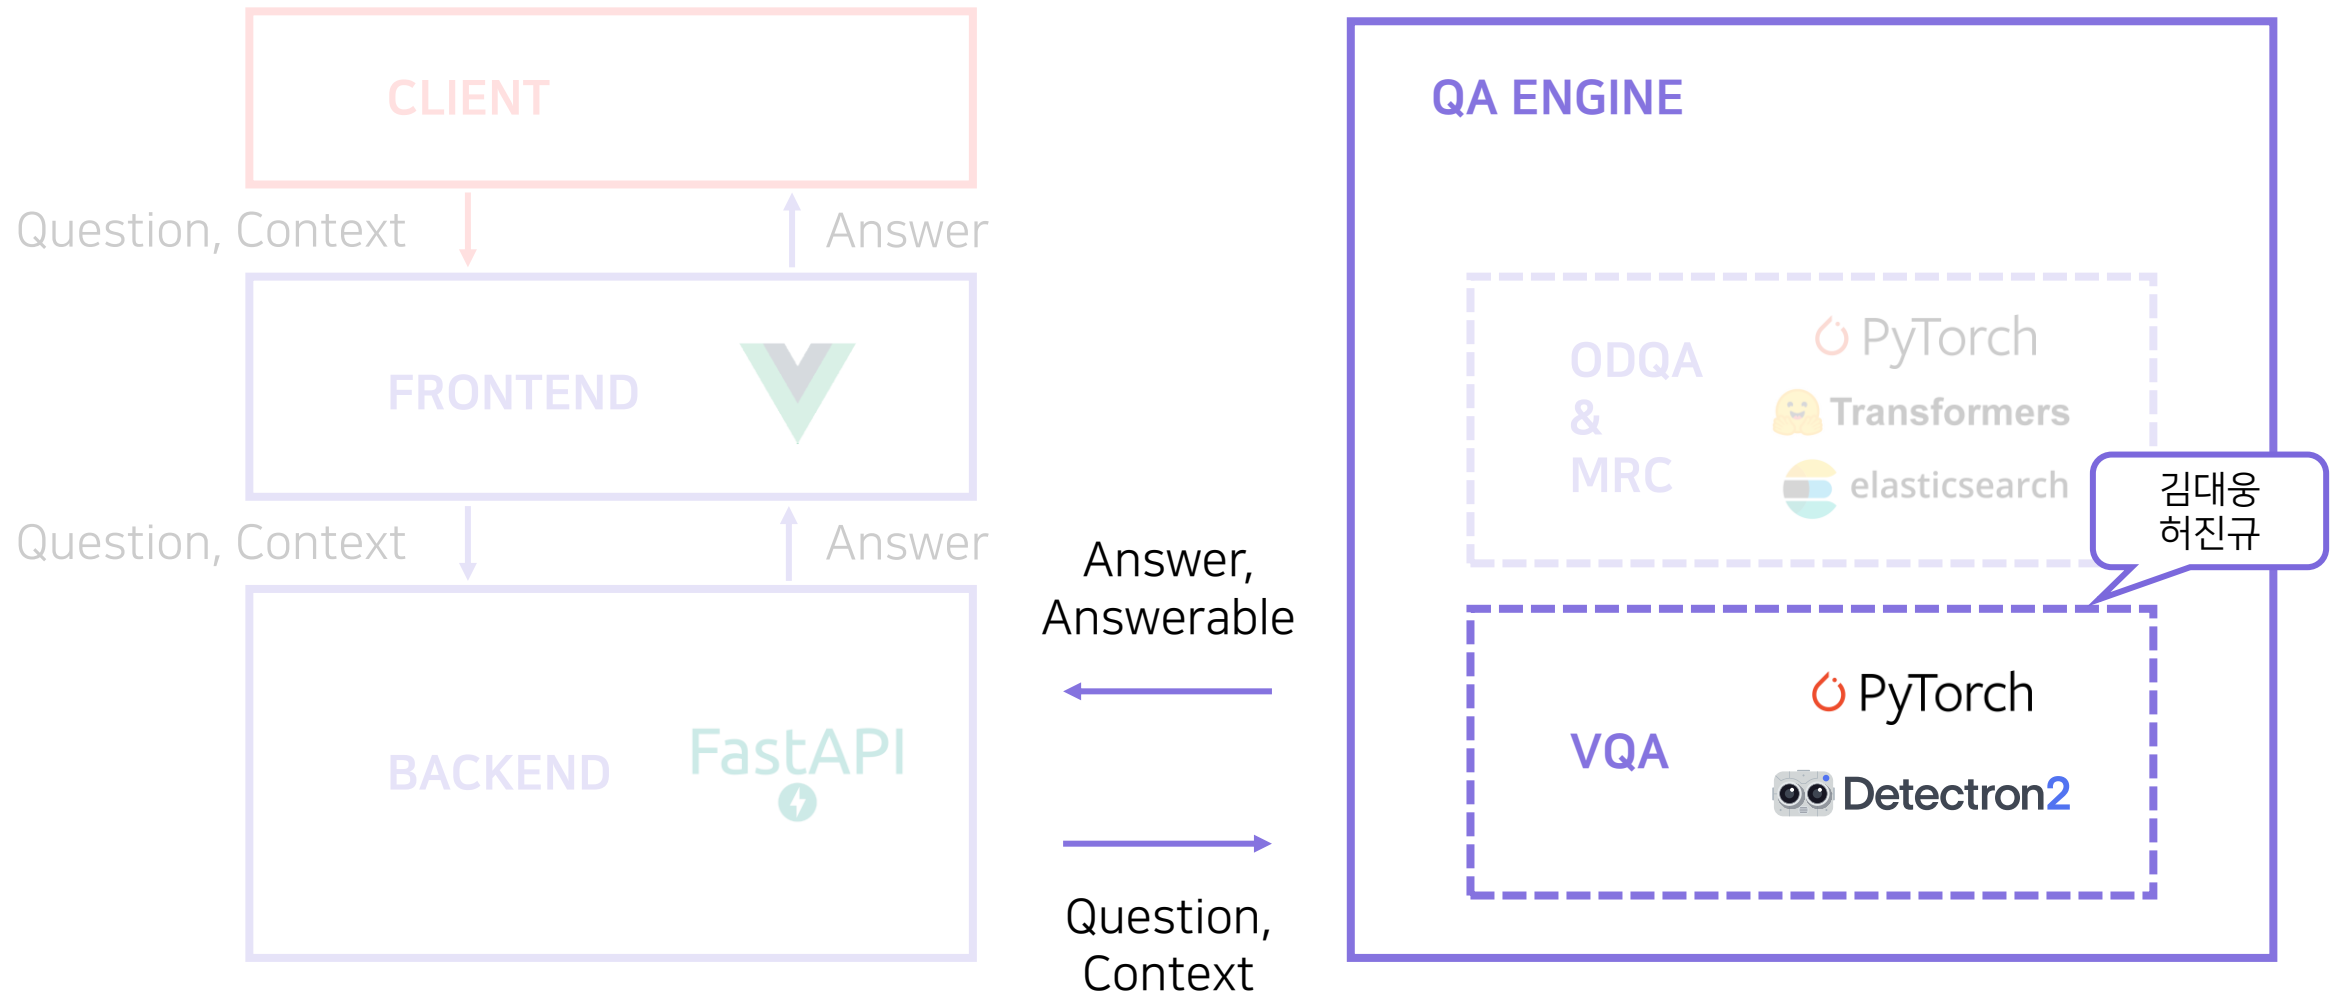 CLIENT
Question, Context
Answer
FRONTEND
Question, Context
Answer
BACKEND
FastAPI
Answer,
Answerable
Question,
Context
QA ENGINE
ODQA
&
MRC
PyTorch
Transformers
elasticsearch
김대웅
허진규
VQA
PyTorch
Detectron2